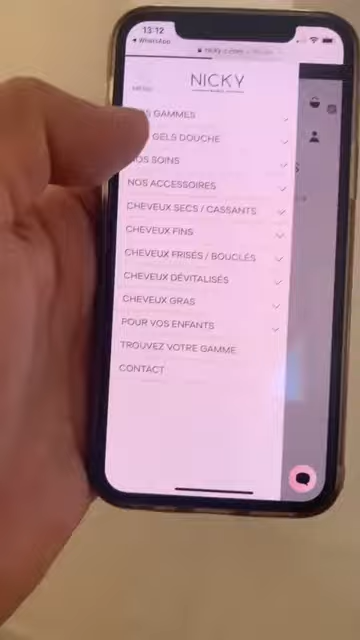 13:12
WhatsApp
NICKY
MENU
GAMMES
GELS DOUCHE
NOS SOINS
NOS ACCESSOIRES
CHEVEUX SECS / CASSANTS
CHEVEUX FINS
CHEVEUX FRISÉS / BOUCLÉS
CHEVEUX DÉVITALISÉS
CHEVEUX GRAS
POUR VOS ENFANTS
TROUVEZ VOTRE GAMME
CONTACT